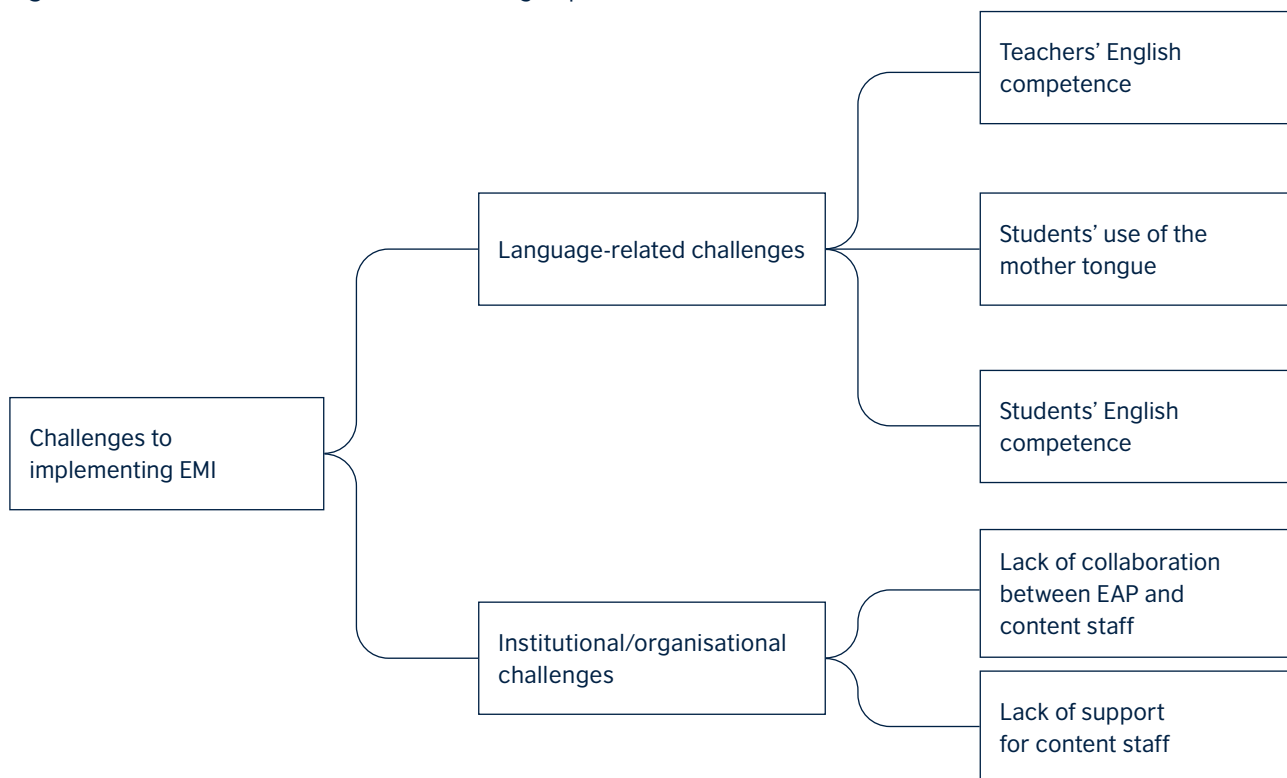 Teachers’ English
competence
Language-related challenges
Students’ use of the
mother tongue
Students’ English
competence
Challenges to
implementing EMI
Institutional/organisational
challenges
Lack of collaboration
between EAP and
content staff
Lack of support
for content staff